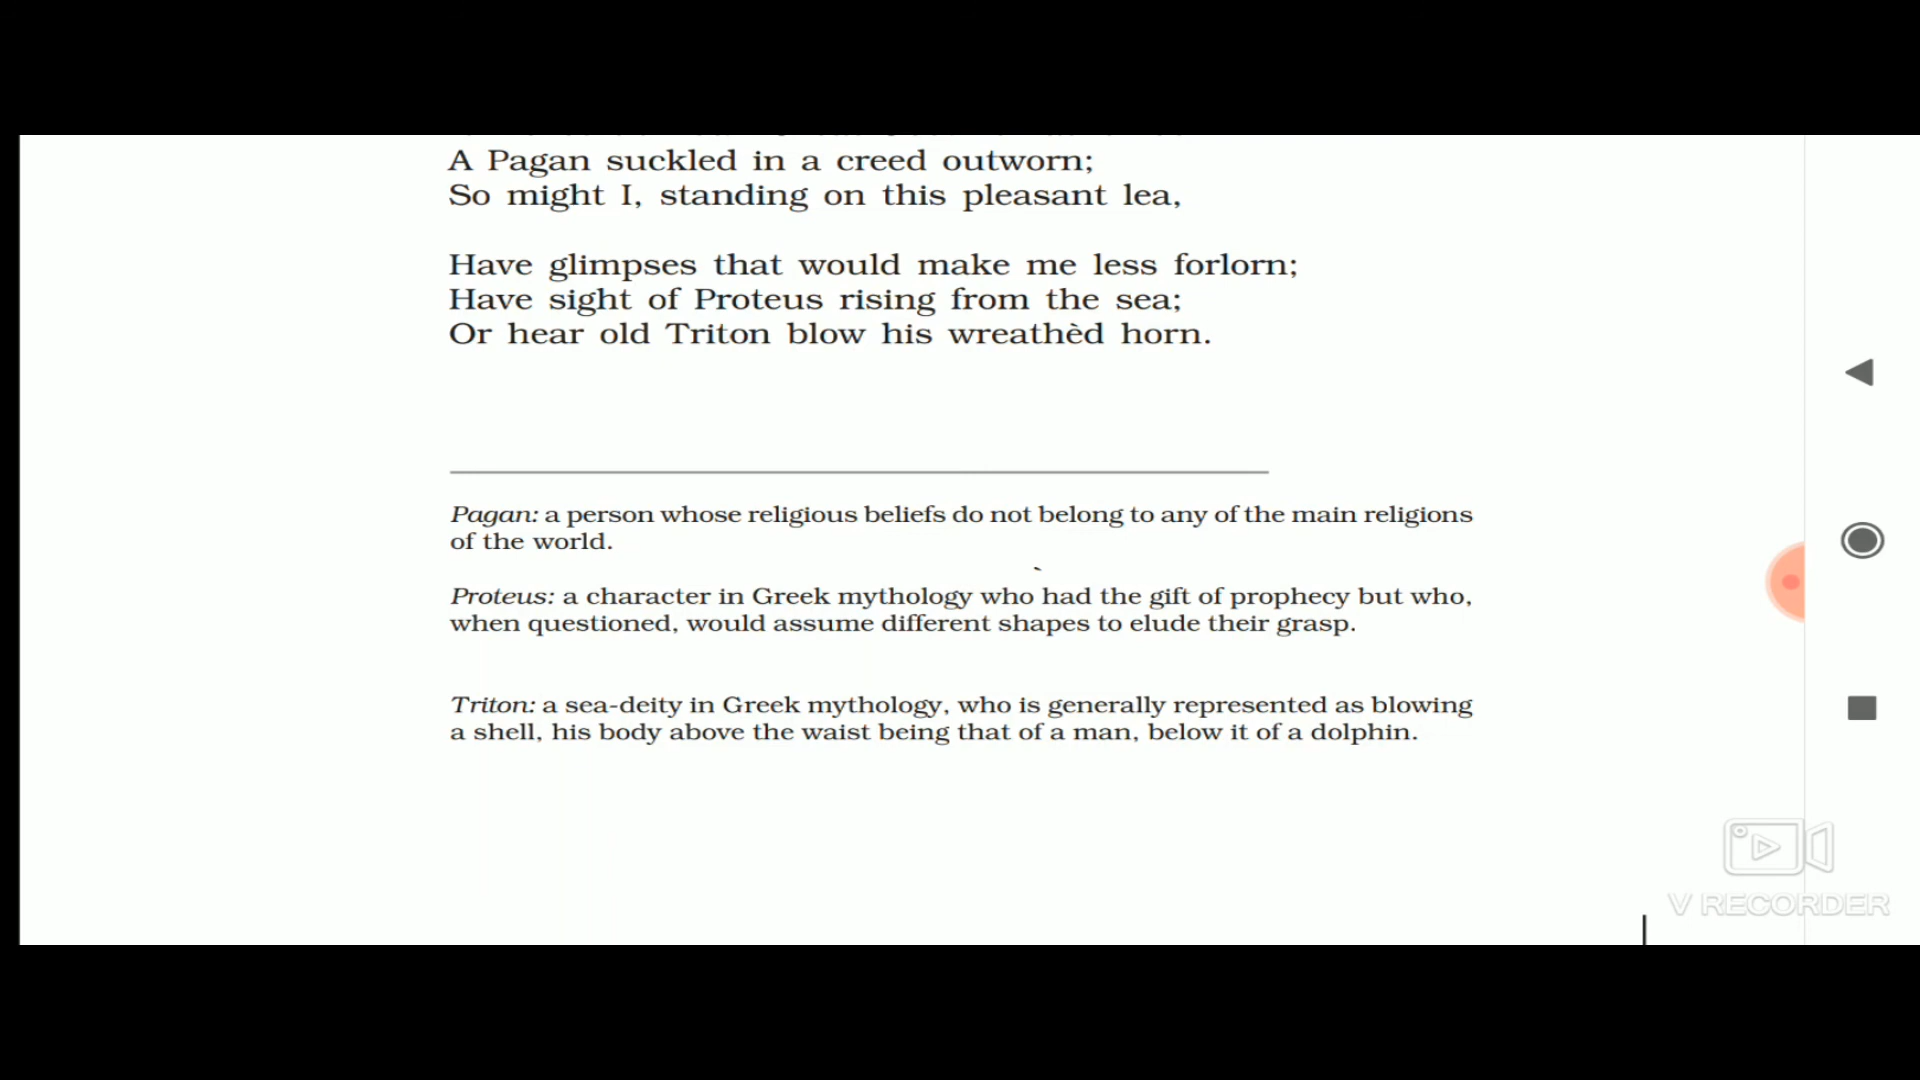 A Pagan suckled in a creed outworn;
So might I, standing on this pleasant lea,
Have glimpses that would make me less forlorn;
Have sight of Proteus rising from the sea;
Or hear old Triton blow his wreathèd horn.
Pagan: a person whose religious beliefs do not belong to any of the main religions
of the world.
Proteus: a character in Greek mythology who had the gift of prophecy but who,
when questioned, would assume different shapes to elude their grasp.
Triton: a sea-deity in Greek mythology, who is generally represented as blowing
a shell, his body above the waist being that of a man, below it of a dolphin.
V RECORDER